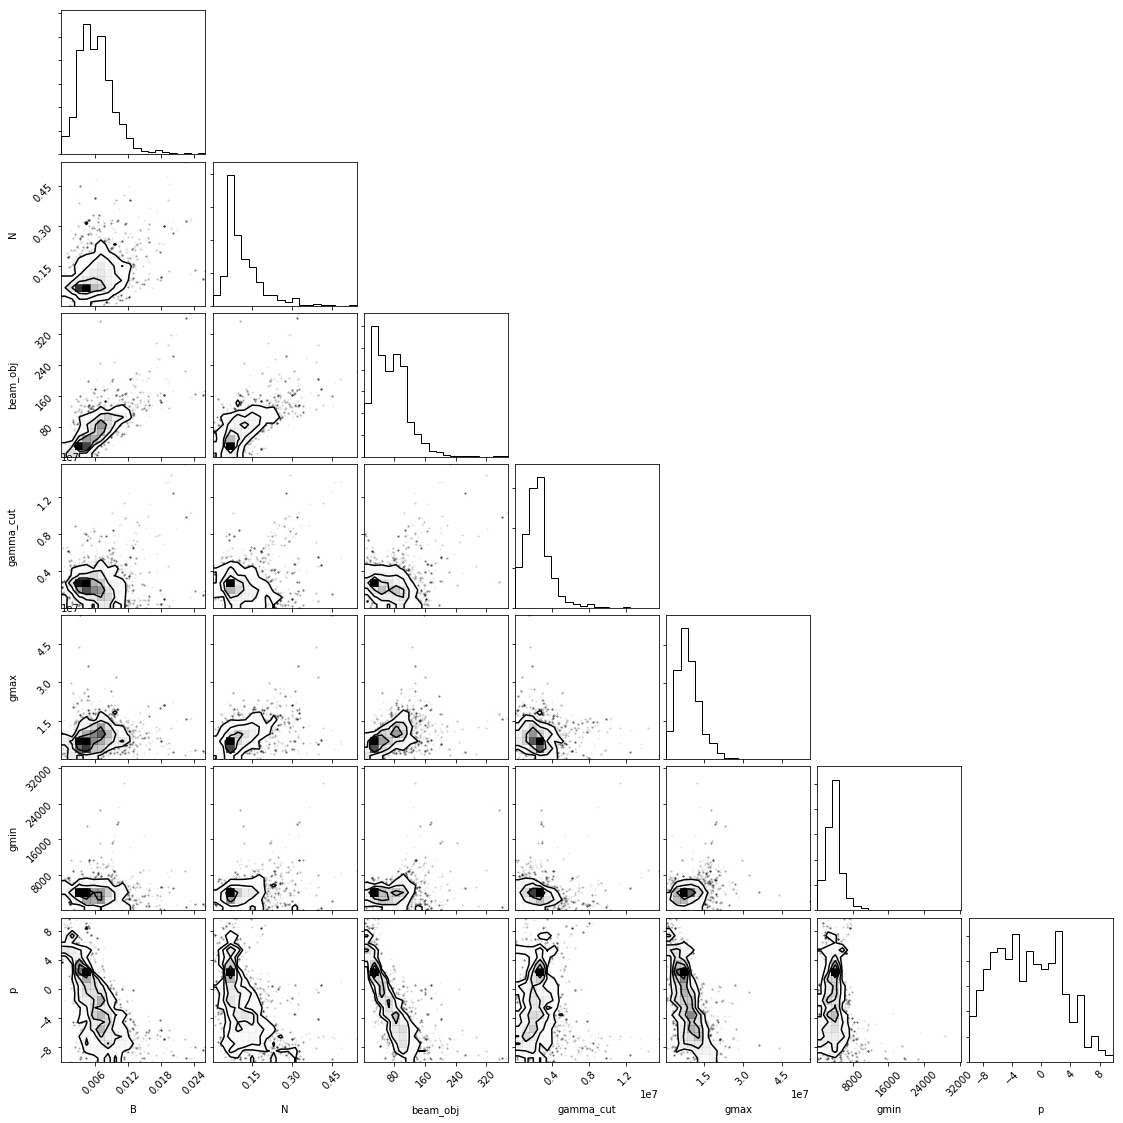 0.45
0.30
0.15
N
320
240
160
80
beam_obj
1e7
1.2
0.8
0.4
gamma_cut
1e7
4.5
3.0
1.5
gmax
32000
24000
16000
8000
gmin
8
4
0
−4
−8
p
0.006 0.012 0.018 0.024 0.15 0.30 0.45 80 160 240 320 0.4 0.8 1.2 1.5 3.0 4.5 8000 16000 24000 32000 −8 −4 0 4 8
1e7 1e7
B N beam_obj gamma_cut gmax gmin p